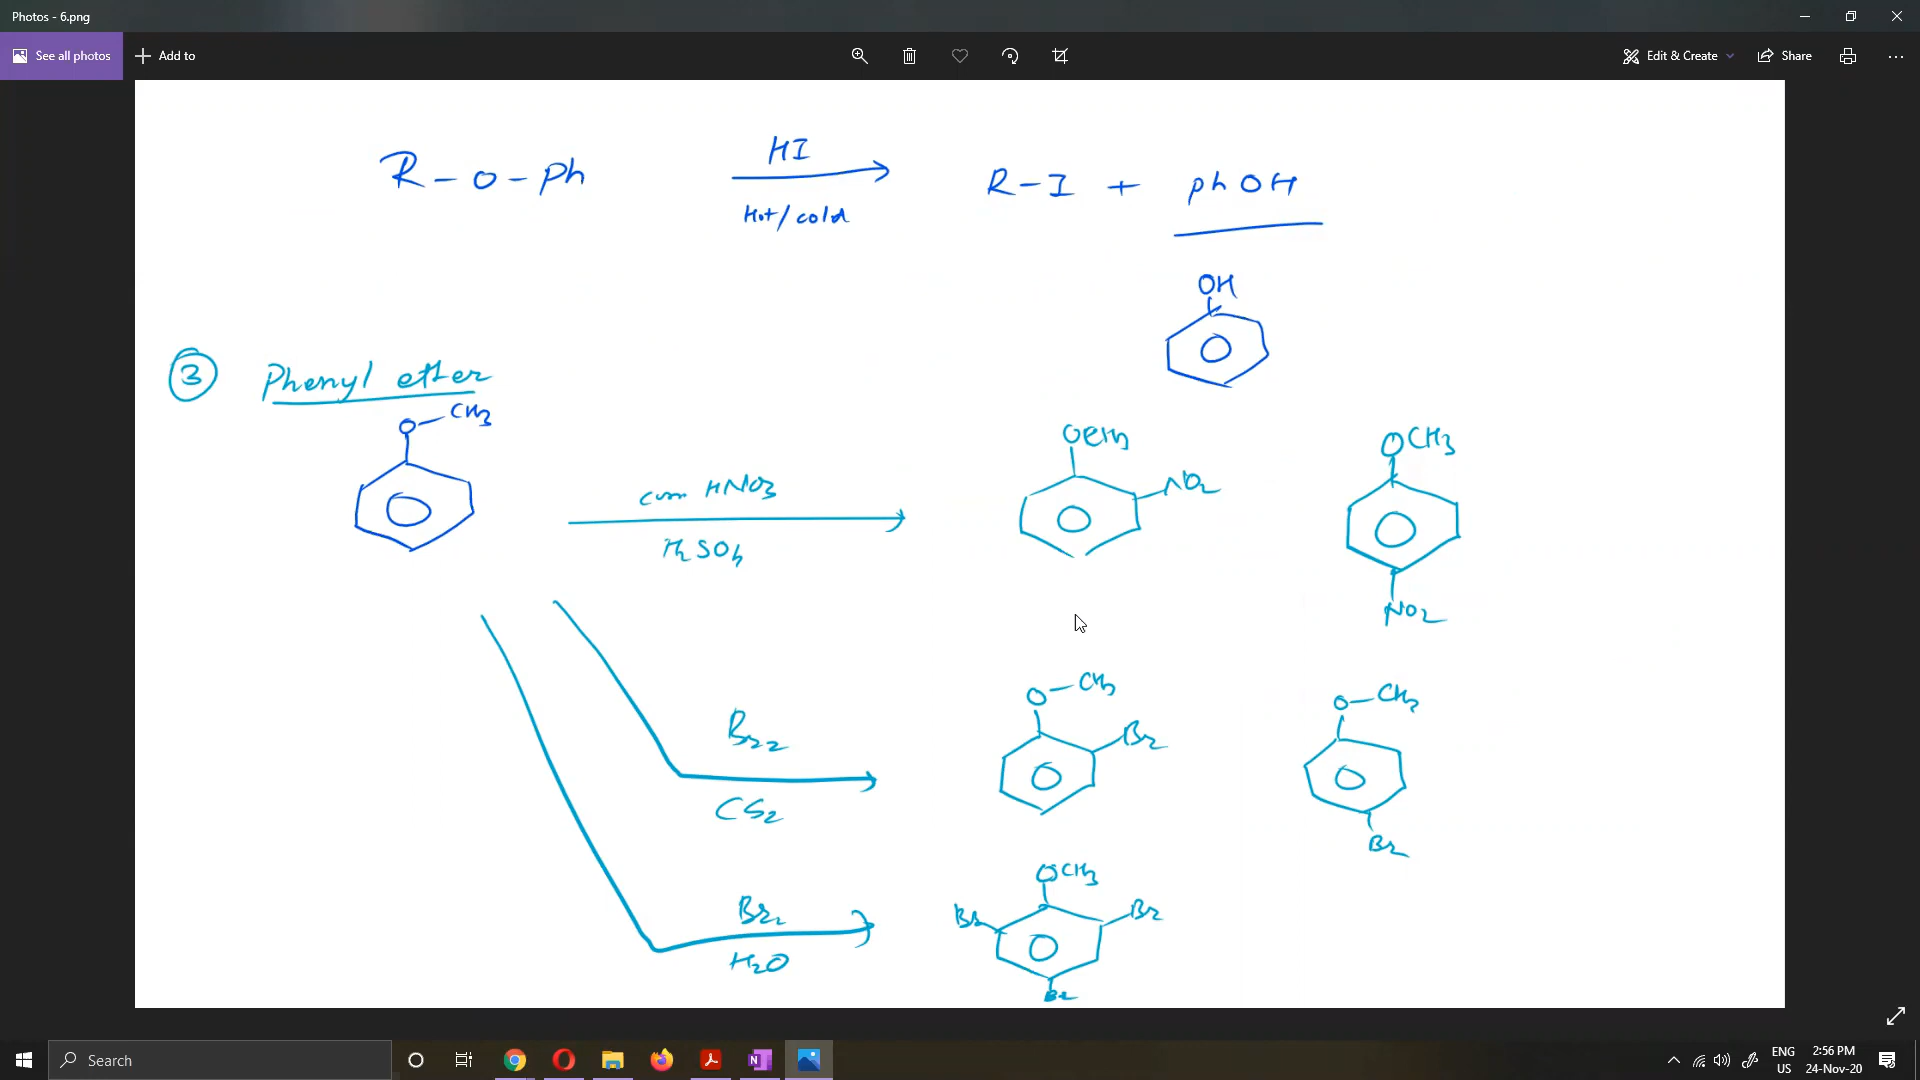 Photos - 6.png
See all photos
Add to
Edit & Create
Share
R-O-Ph
HI
Hot/cold
R-I + phOH
OH
③ Phenyl ether
O-CH3
HNO3
H2SO4
OCH3
NO2
OCH3
NO2
Br2
CS2
O-CH3
Br
O-CH3
Br
Br2
H2O
OCH3
Br
Br
Br
Search
ENG
US
2:56 PM
24-Nov-20